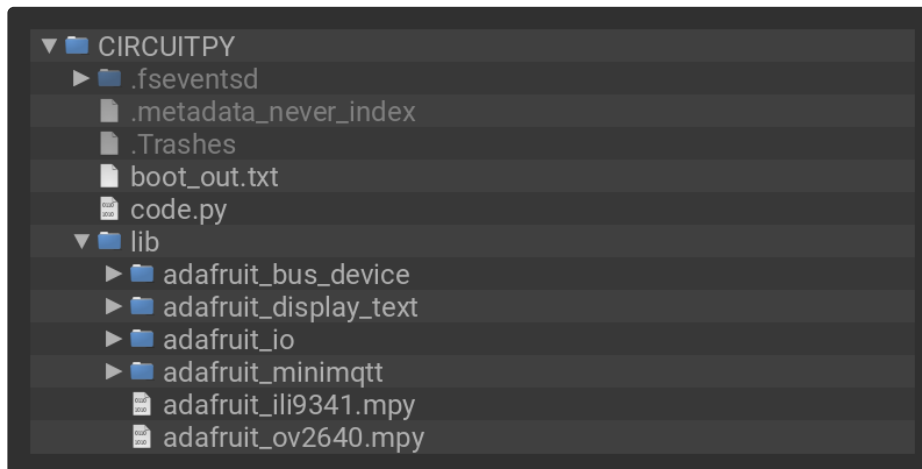 CIRCUITPY
.fseventsd
.metadata_never_index
.Trashes
boot_out.txt
code.py
lib
adafruit_bus_device
adafruit_display_text
adafruit_io
adafruit_minimqtt
adafruit_ili9341.mpy
adafruit_ov2640.mpy